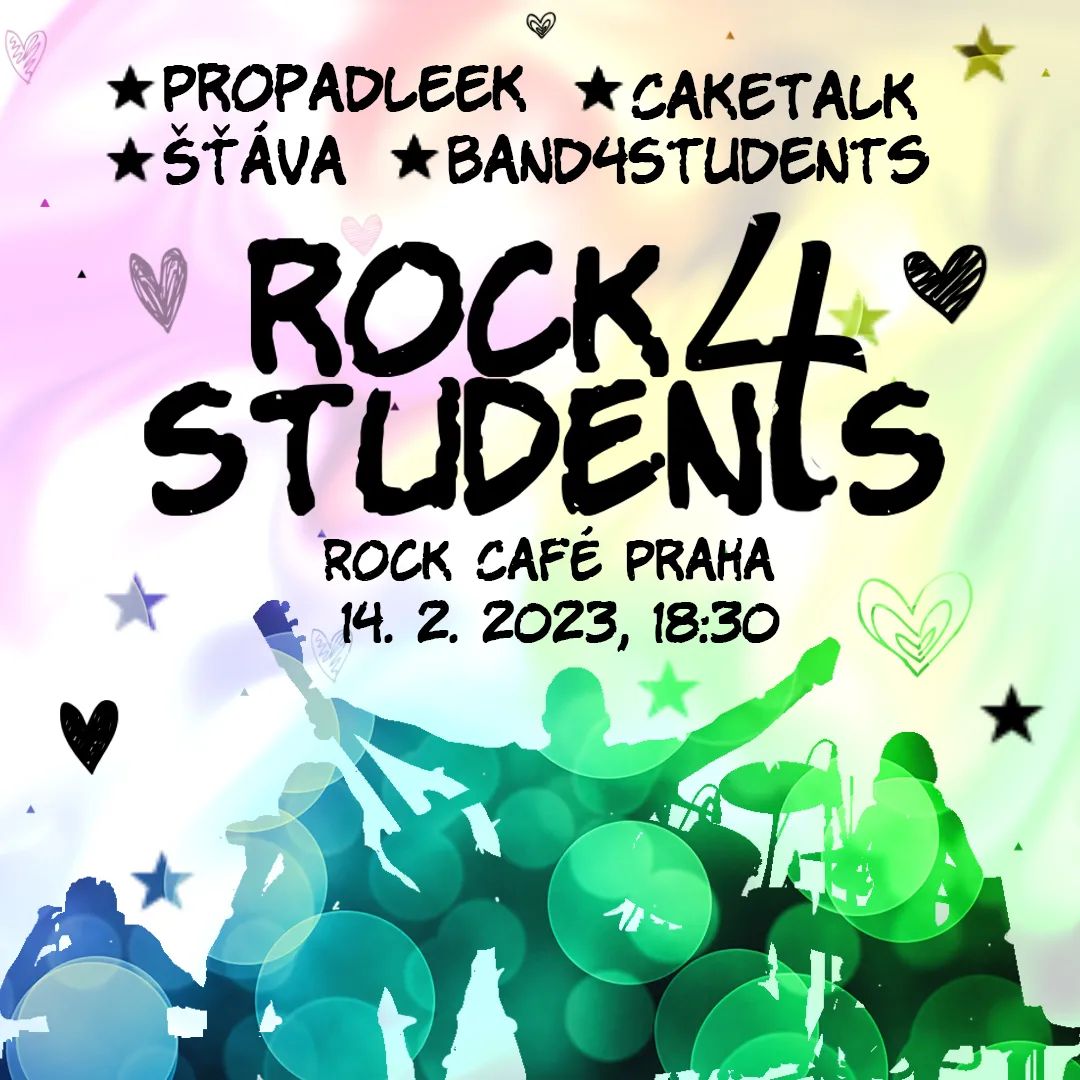 ★PROPADLEEK ★CAKETALK
★ŠŤÁVA ★BAND4STUDENTS
ROCK4
STUDENTS
ROCK CAFÉ PRAHA
14. 2. 2023, 18:30